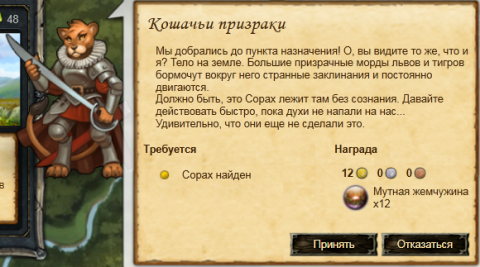 48
Кошачьи призраки
Мы добрались до пункта назначения! О, вы видите то же, что и
я? Тело на земле. Большие призрачные морды львов и тигров
бормочут вокруг него странные заклинания и постоянно
двигаются.
Должно быть, это Сорах лежит там без сознания. Давайте
действовать быстро, пока духи не напали на нас...
Удивительно, что они еще не сделали это.
Требуется
Награда
Сорах найден
12 0 0
Мутная жемчужина
x12
в
Принять
Отказаться